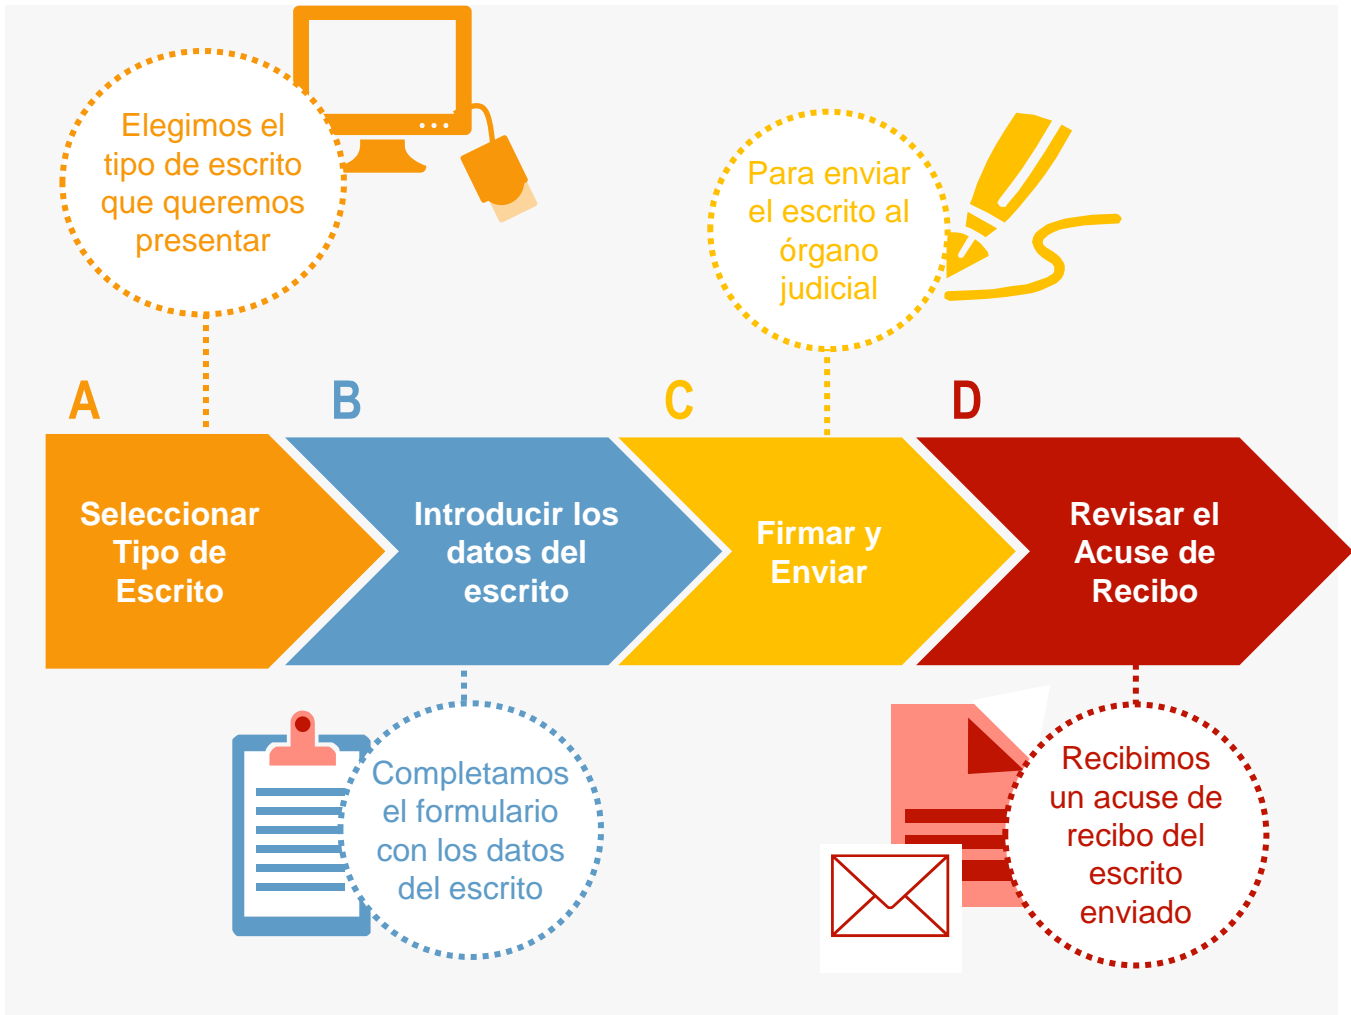 Elegimos el
tipo de escrito
que queremos
presentar
Para enviar
el escrito al
órgano
judicial
A
B
C
D
Seleccionar
Tipo de
Escrito
Introducir los
datos del
escrito
Firmar y
Enviar
Revisar el
Acuse de
Recibo
Completamos
el formulario
con los datos
del escrito
Recibimos
un acuse de
recibo del
escrito
enviado